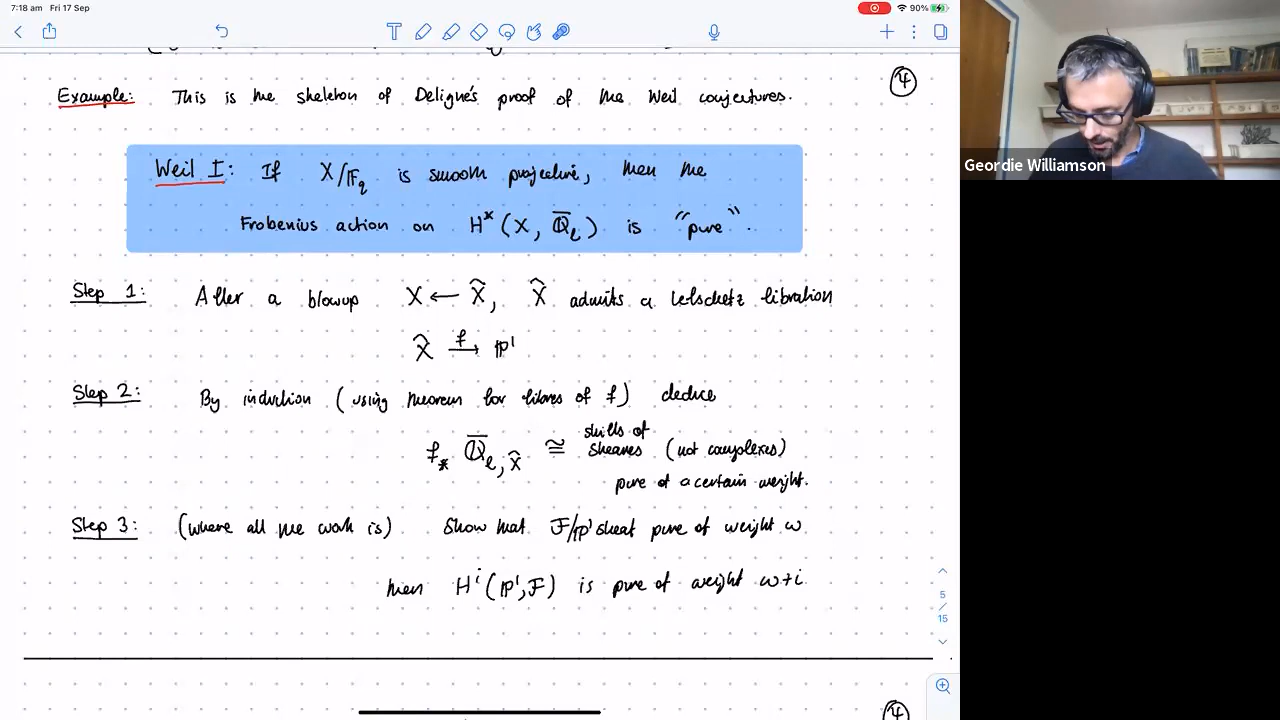 7:18 am Fri 17 Sep
90%
④
Example: This is the skeleton of Deligne's proof of the Weil conjectures.
Weil I: If X/𝔽_q is smooth projective, then the
Frobenius action on H*(X, ℚ̄_ℓ) is "pure".
Geordie Williamson
Step 1: After a blowup X ← X̃, X̃ admits a Lefschetz fibration
X̃ →^f ℙ¹
Step 2: By induction (using theorem for fibres of f) deduce
f_* ℚ̄_{ℓ,X̃} ≅ shifts of sheaves (not complexes)
pure of a certain weight.
Step 3: (where all the work is) Show that ℱ/ℙ¹ sheaf pure of weight w
then Hⁱ(ℙ¹, ℱ) is pure of weight w+i.
5
/
15
④